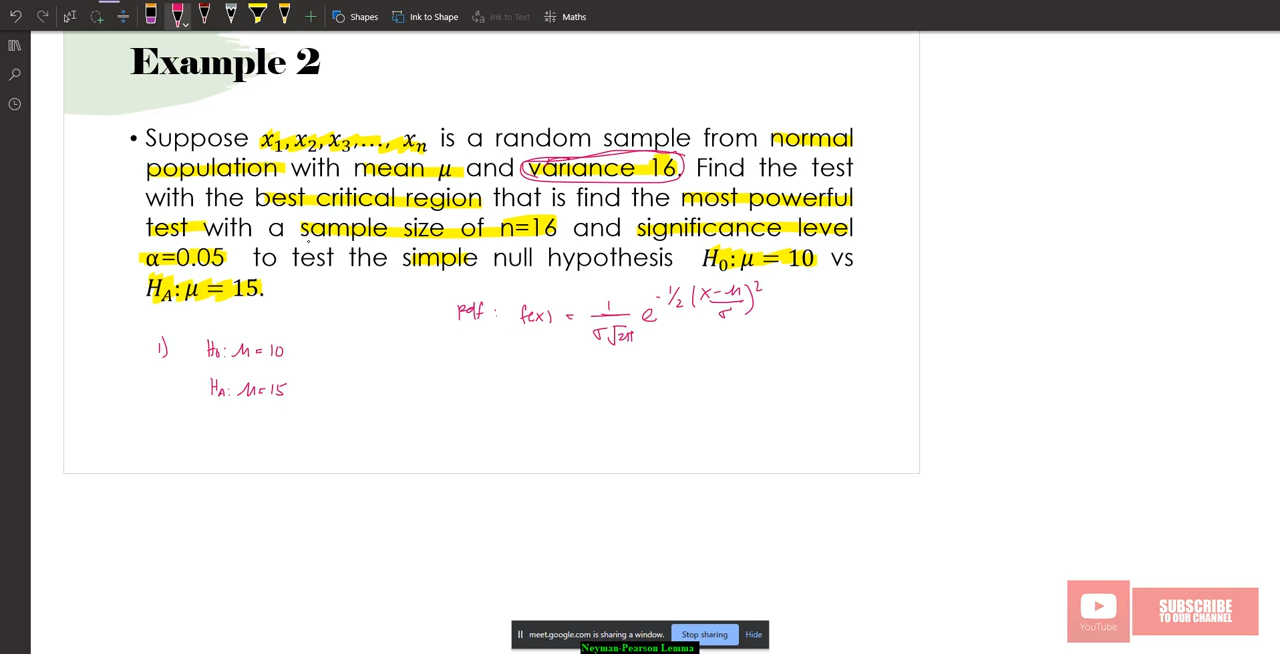 Shapes Ink to Shape Ink to Text Maths
Example 2
• Suppose x₁, x₂, x₃, …., xₙ is a random sample from normal
population with mean μ and variance 16. Find the test
with the best critical region that is find the most powerful
test with a sample size of n=16 and significance level
α=0.05 to test the simple null hypothesis H₀: μ = 10 vs
H_A: μ = 15.
pdf : f(x) = 1/(σ√2π) e^(-1/2 ((x-μ)/σ)²)
1) H₀: μ = 10
H_A: μ = 15
YouTube
SUBSCRIBE
TO OUR CHANNEL
meet.google.com is sharing a window. Stop sharing Hide
Neyman-Pearson Lemma